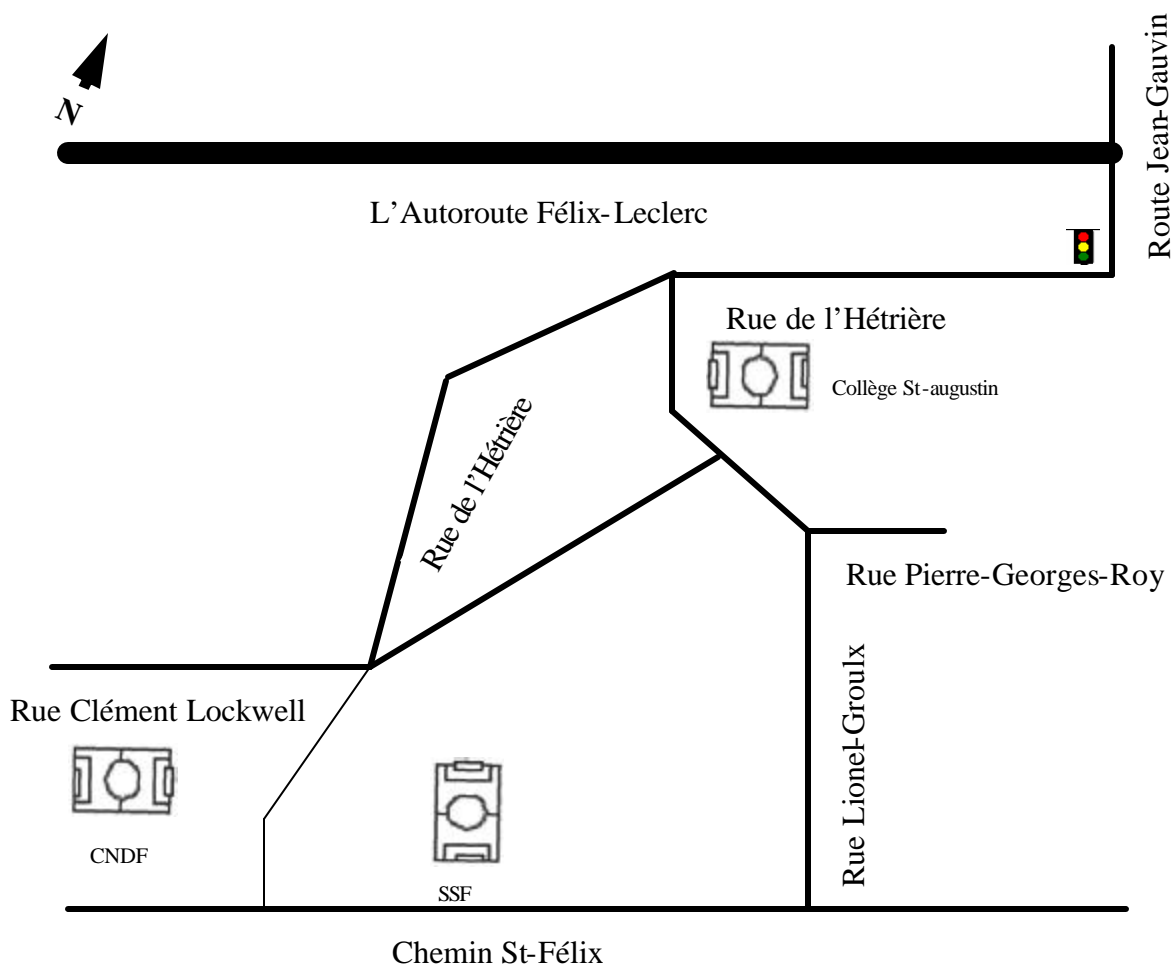 N
Route Jean-Gauvin
L'Autoroute Félix-Leclerc
Rue de l'Hétrière
Collège St-augustin
Rue de l'Hétrière
Rue Pierre-Georges-Roy
Rue Clément Lockwell
Rue Lionel-Groulx
CNDF
SSF
Chemin St-Félix